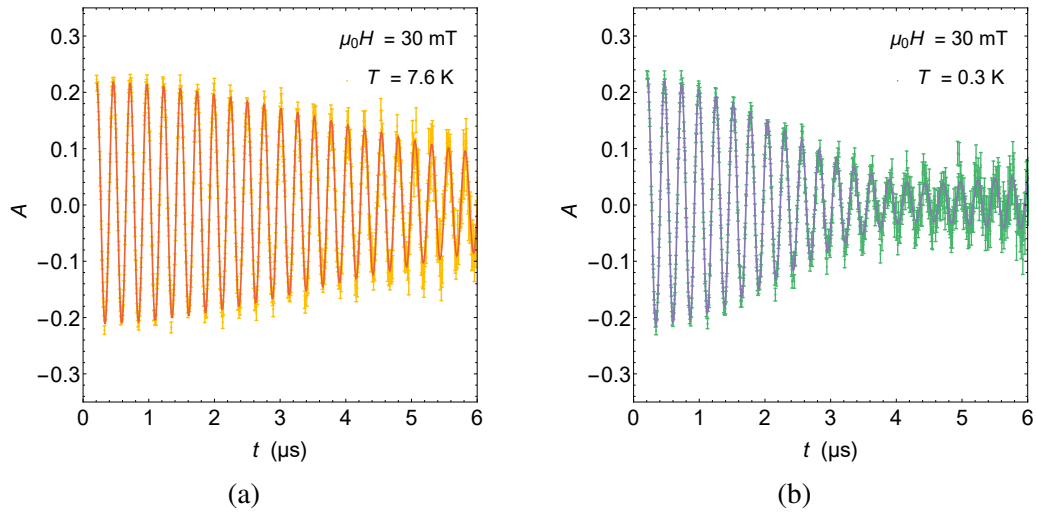 μ₀H = 30 mT
T = 7.6 K
0.3
0.2
0.1
0.0
−0.1
−0.2
−0.3
A
0 1 2 3 4 5 6
t (μs)
(a)
μ₀H = 30 mT
T = 0.3 K
0.3
0.2
0.1
0.0
−0.1
−0.2
−0.3
A
0 1 2 3 4 5 6
t (μs)
(b)